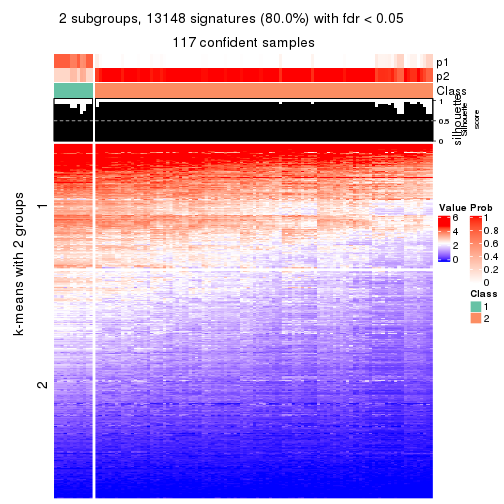 2 subgroups, 13148 signatures (80.0%) with fdr < 0.05
117 confident samples
p1
p2
Class
1
0.5
0
silhouette
Silhouette
score
k-means with 2 groups
1
2
Value
6
4
2
0
Prob
1
0.8
0.6
0.4
0.2
0
Class
1
2